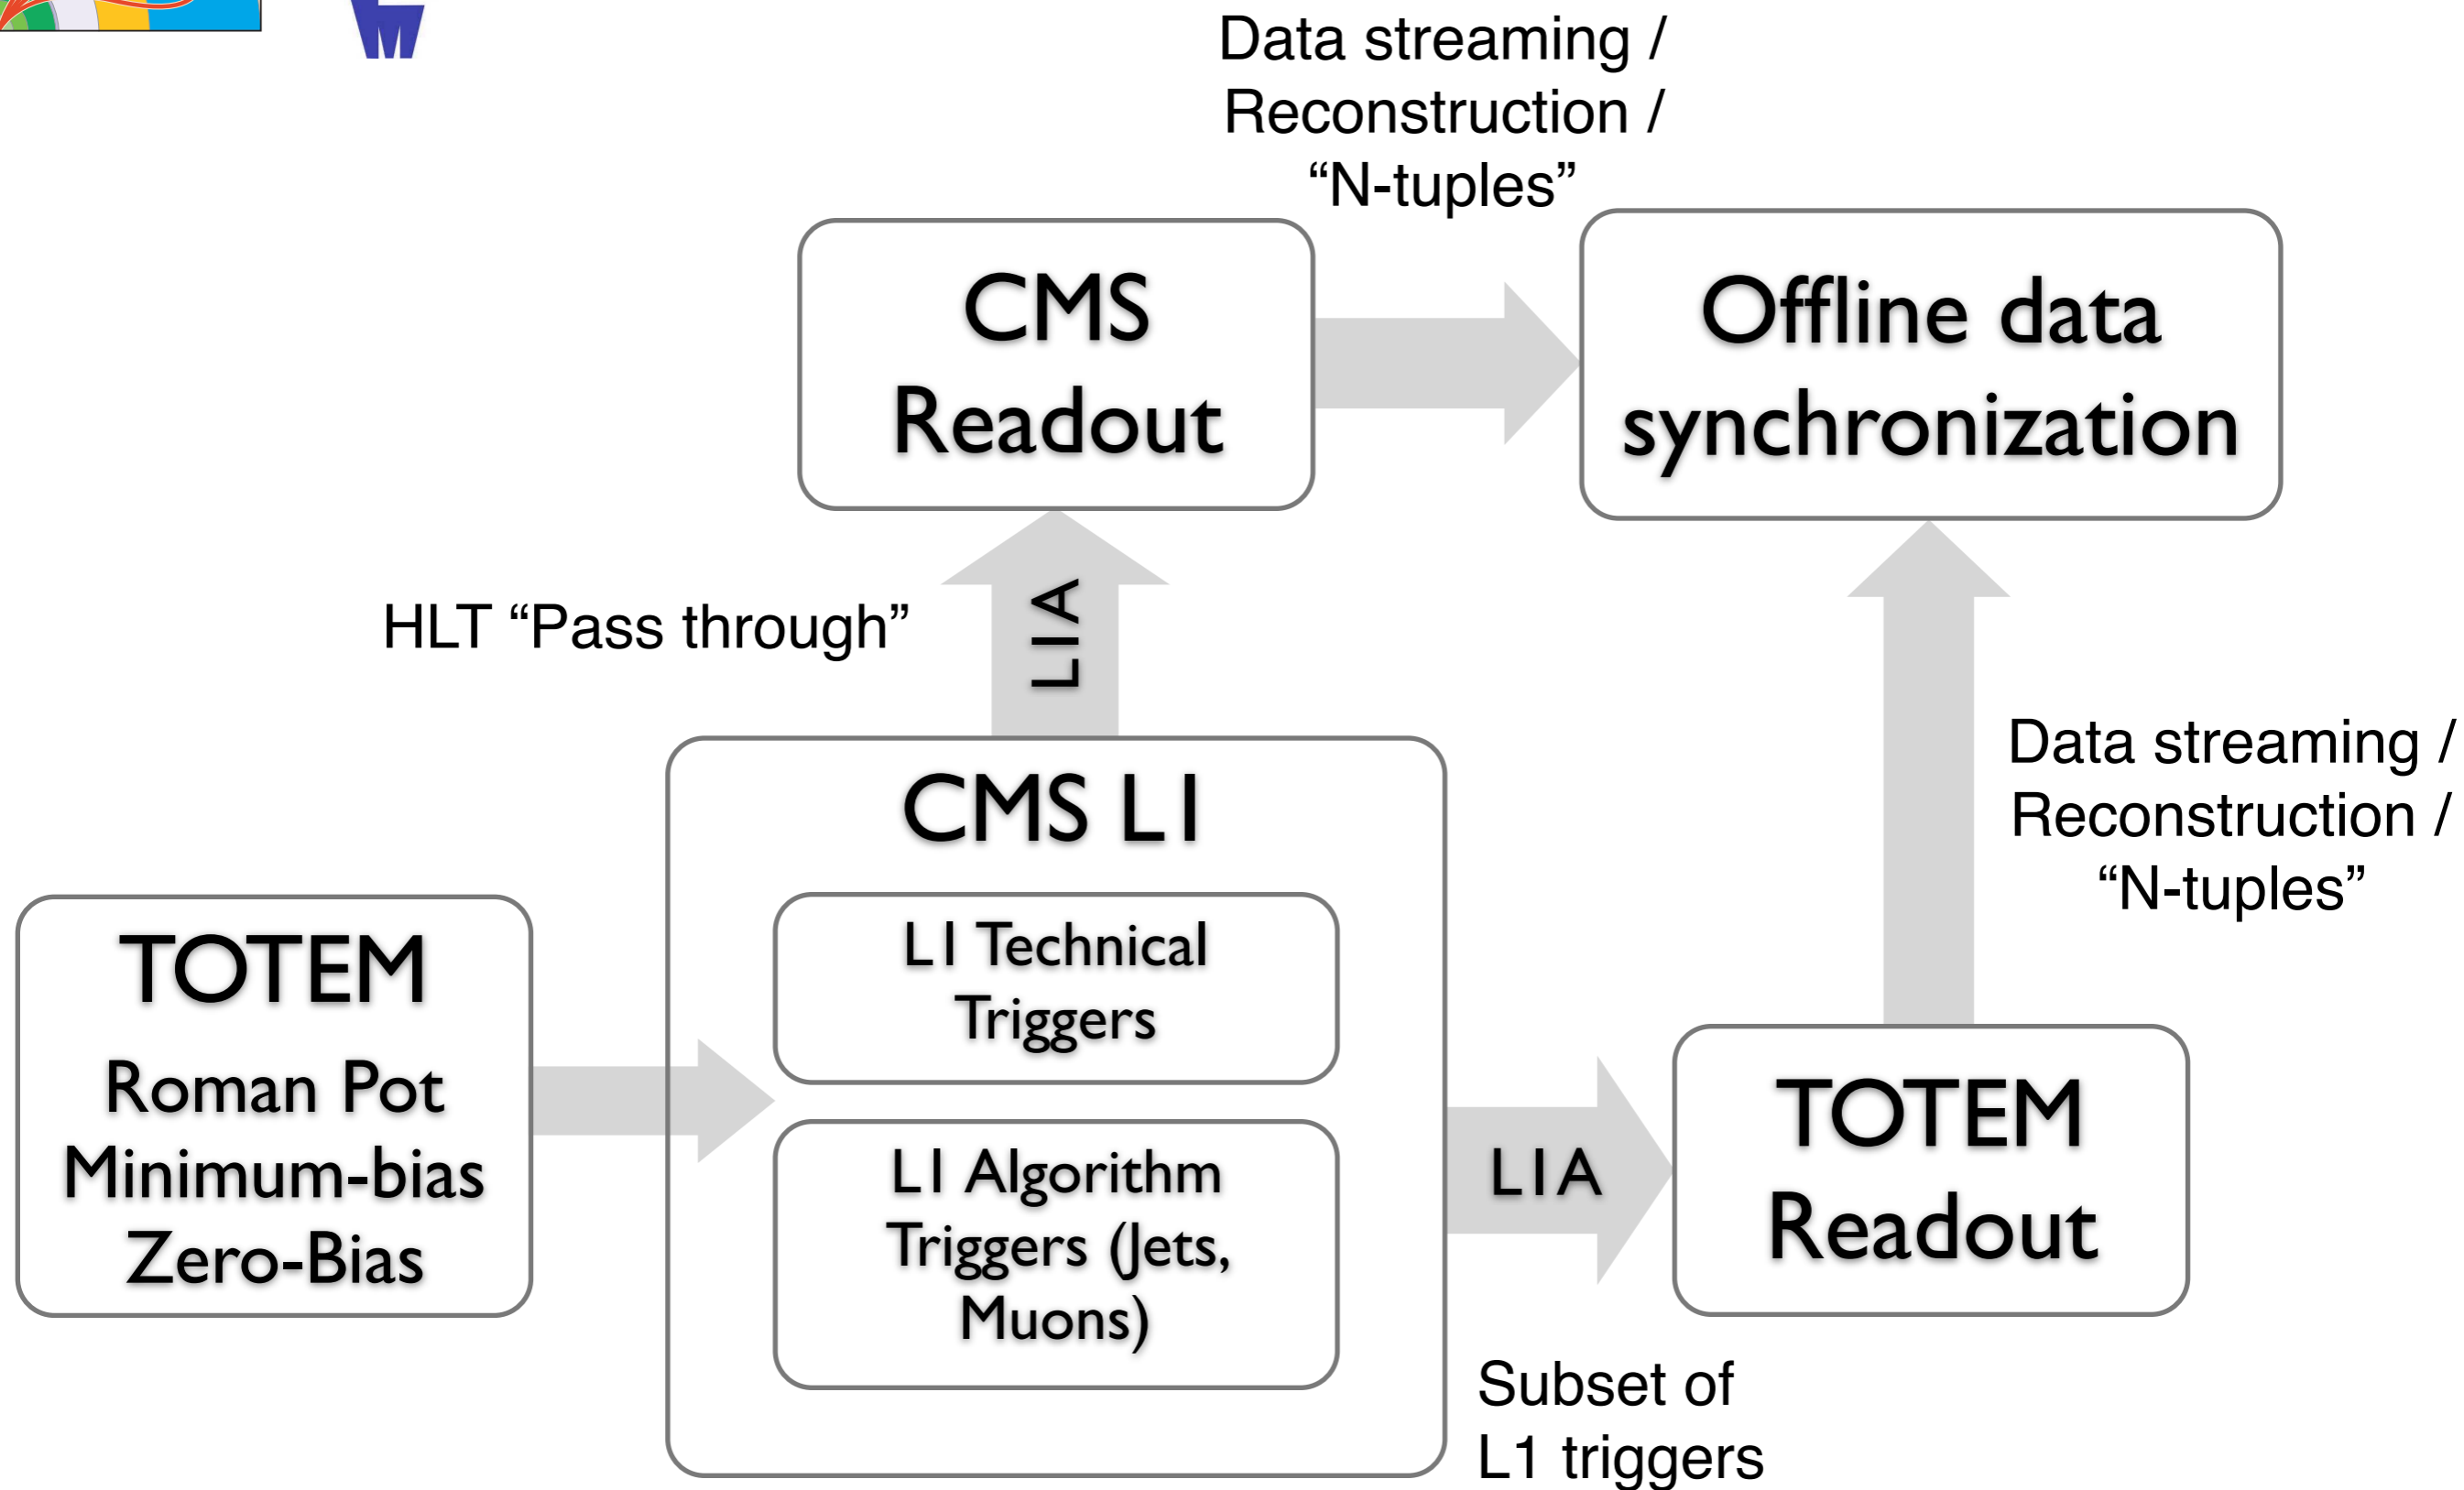 Data streaming /
Reconstruction /
“N-tuples”
CMS
Readout
Offline data
synchronization
HLT “Pass through”
L1A
CMS L1
L1 Technical
Triggers
L1 Algorithm
Triggers (Jets,
Muons)
TOTEM
Roman Pot
Minimum-bias
Zero-Bias
L1A
Subset of
L1 triggers
TOTEM
Readout
Data streaming /
Reconstruction /
“N-tuples”